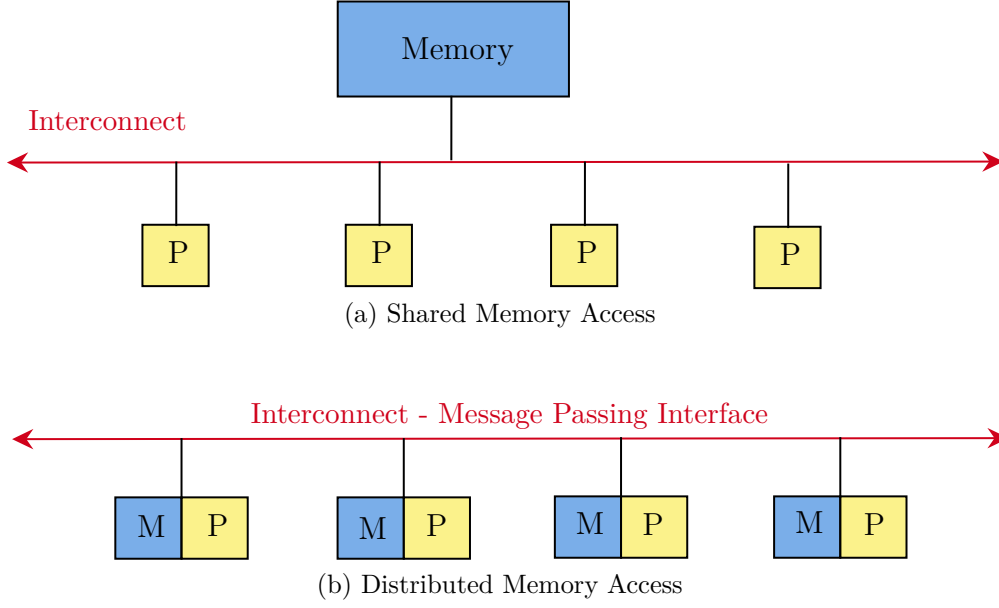 Memory
Interconnect
P P P P
(a) Shared Memory Access
Interconnect - Message Passing Interface
M P M P M P M P
(b) Distributed Memory Access